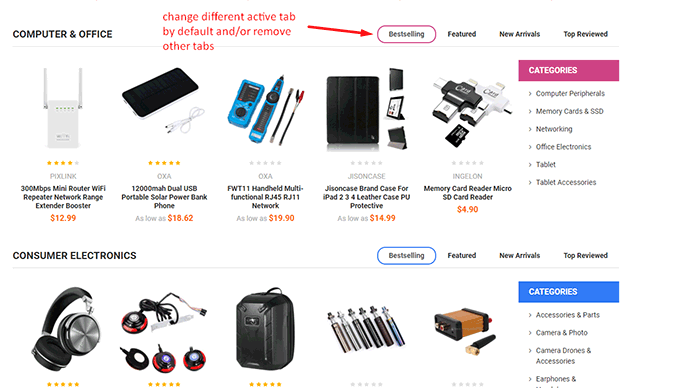 change different active tab
by default and/or remove
other tabs
COMPUTER & OFFICE
Bestselling Featured New Arrivals Top Reviewed
CATEGORIES
Computer Peripherals
Memory Cards & SSD
Networking
Office Electronics
Tablet
Tablet Accessories
PIXLINK
300Mbps Mini Router WiFi
Repeater Network Range
Extender Booster
$12.99
OXA
12000mah Dual USB
Portable Solar Power Bank
Phone
As low as $18.62
OXA
FWT11 Handheld Multi-
functional RJ45 RJ11
Network
As low as $19.90
JISONCASE
Jisoncase Brand Case For
iPad 2 3 4 Leather Case PU
Protective
As low as $14.99
INGELON
Memory Card Reader Micro
SD Card Reader
$4.90
CONSUMER ELECTRONICS
Bestselling Featured New Arrivals Top Reviewed
CATEGORIES
Accessories & Parts
Camera & Photo
Camera Drones &
Accessories
Earphones &